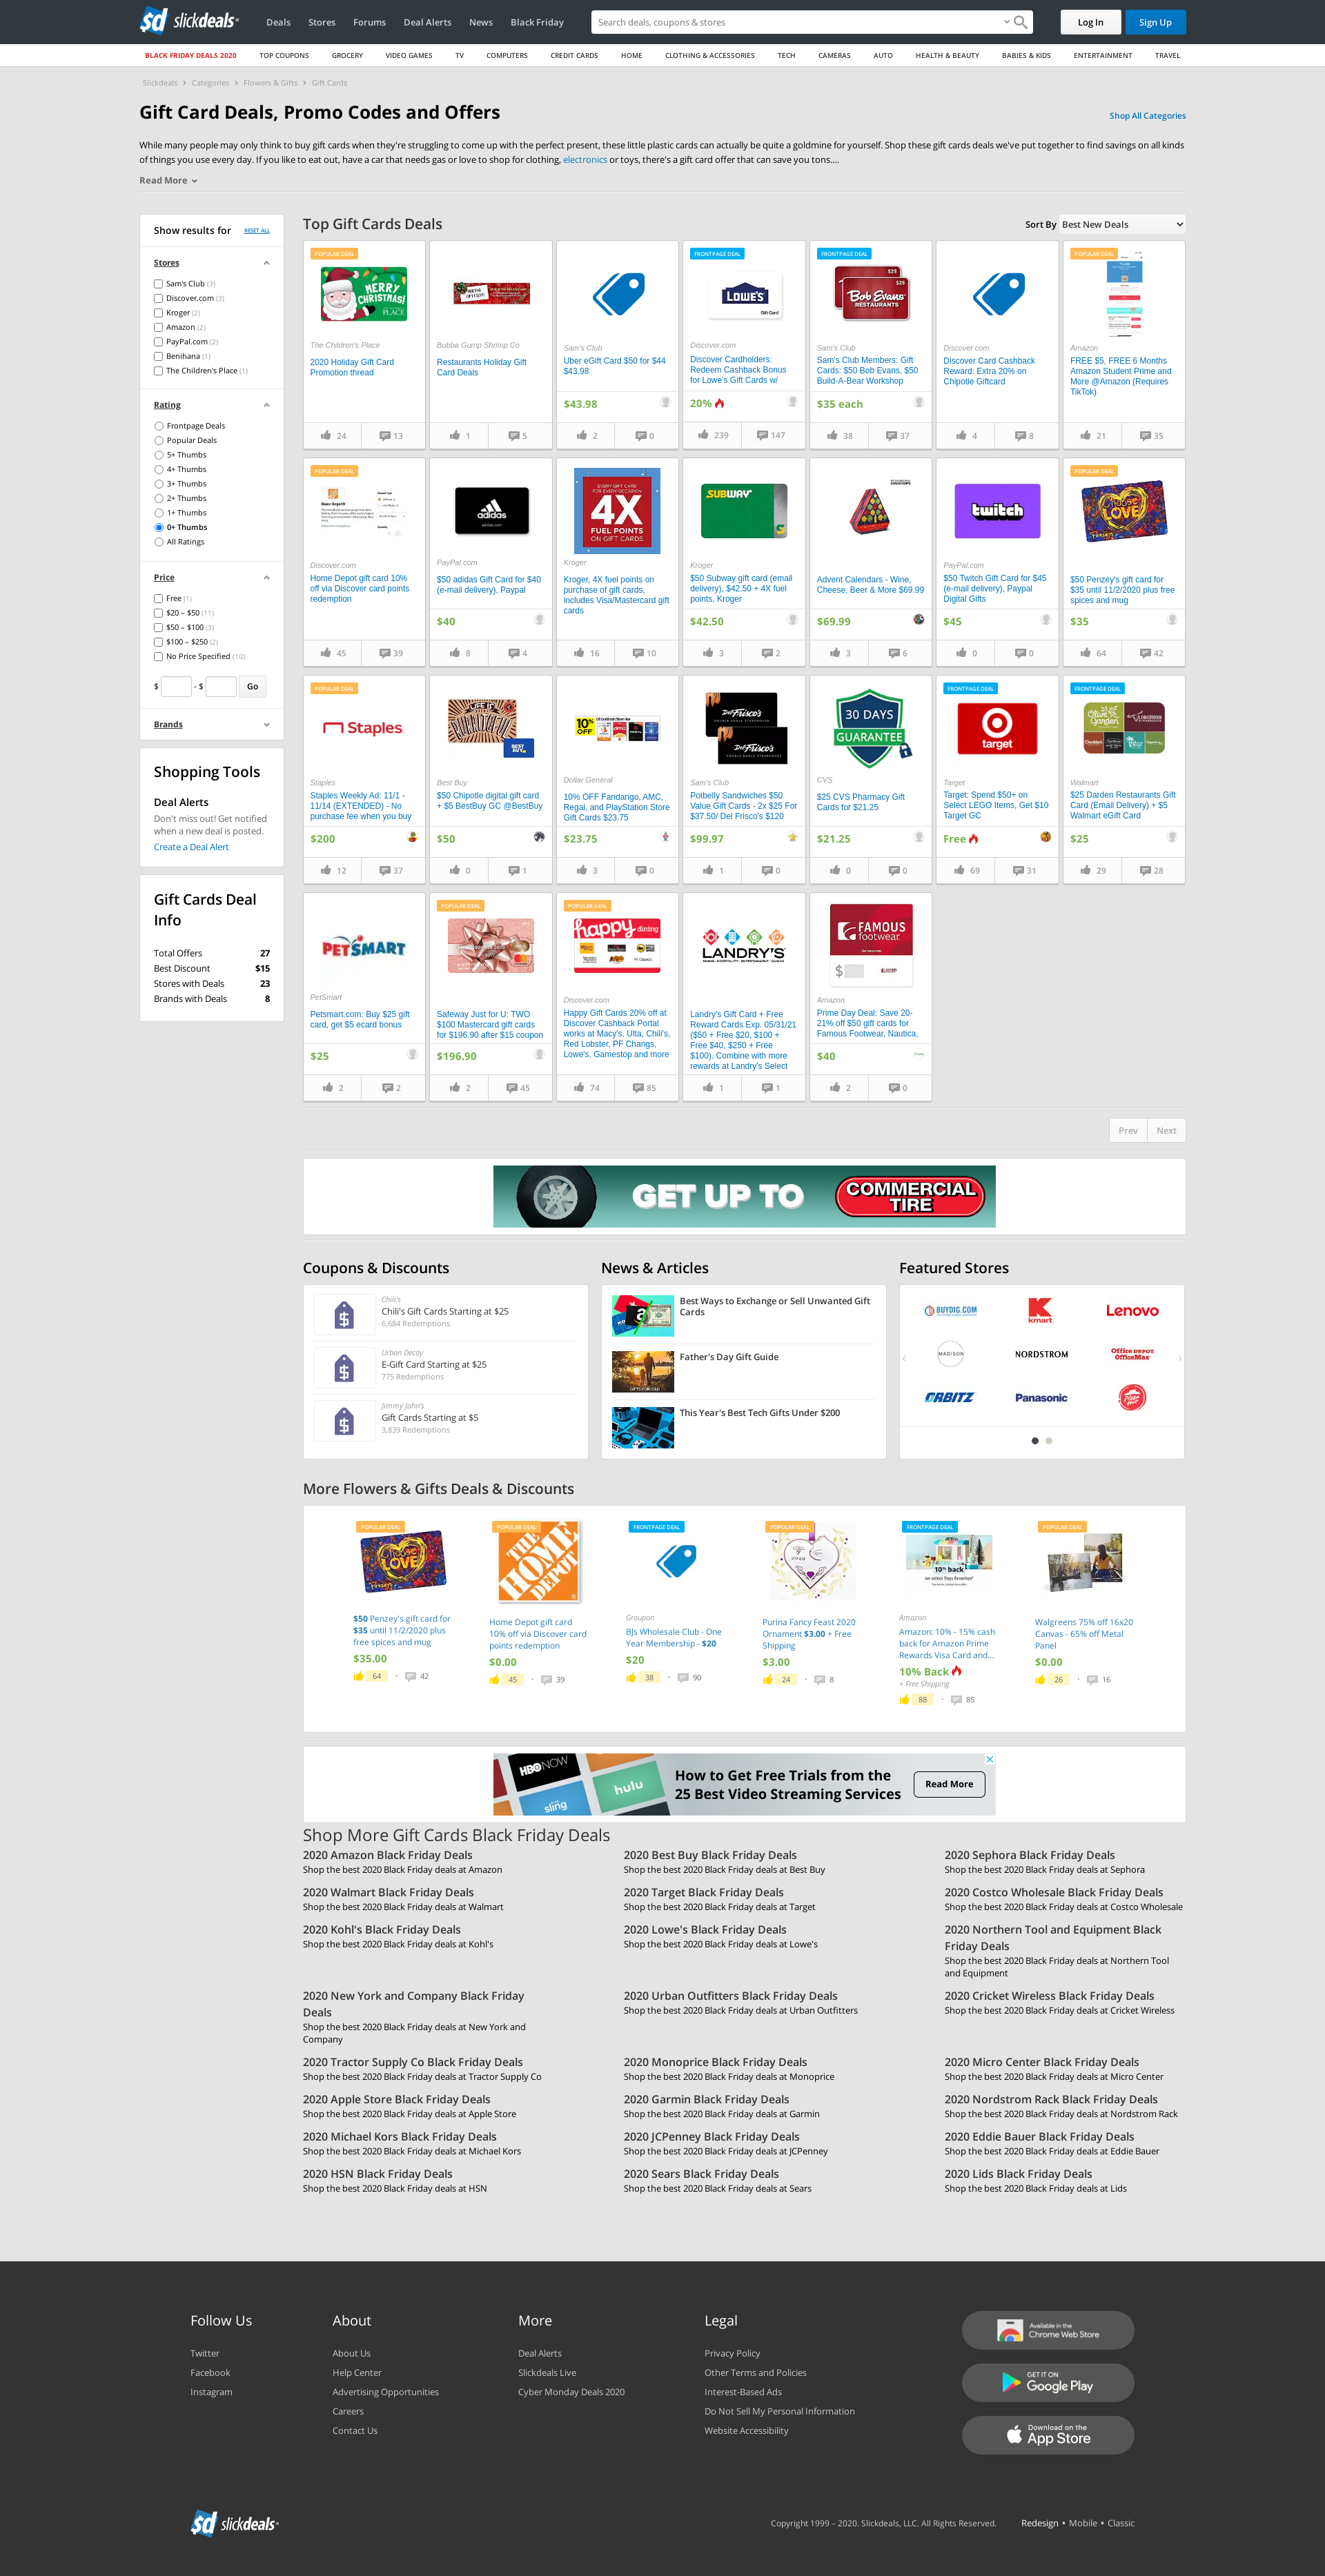 slickdeals
Deals
Stores
Forums
Deal Alerts
News
Black Friday
Search deals, coupons & stores
Log In
Sign Up
BLACK FRIDAY DEALS 2020
TOP COUPONS
GROCERY
VIDEO GAMES
TV
COMPUTERS
CREDIT CARDS
HOME
CLOTHING & ACCESSORIES
TECH
CAMERAS
AUTO
HEALTH & BEAUTY
BABIES & KIDS
ENTERTAINMENT
TRAVEL
Slickdeals › Categories › Flowers & Gifts › Gift Cards
Gift Card Deals, Promo Codes and Offers
Shop All Categories
While many people may only think to buy gift cards when they're struggling to come up with the perfect present, these little plastic cards can actually be quite a goldmine for yourself. Shop these gift cards deals we've put together to find savings on all kinds
of things you use every day. If you like to eat out, have a car that needs gas or love to shop for clothing, electronics or toys, there's a gift card offer that can save you tons....
Read More
Show results for
RESET ALL
Stores
Sam's Club (3)
Discover.com (3)
Kroger (2)
Amazon (2)
PayPal.com (2)
Benihana (1)
The Children's Place (1)
Rating
Frontpage Deals
Popular Deals
5+ Thumbs
4+ Thumbs
3+ Thumbs
2+ Thumbs
1+ Thumbs
0+ Thumbs
All Ratings
Price
Free (1)
$20 – $50 (11)
$50 – $100 (3)
$100 – $250 (2)
No Price Specified (10)
$ - $ Go
Brands
Shopping Tools
Deal Alerts
Don't miss out! Get notified
when a new deal is posted.
Create a Deal Alert
Gift Cards Deal
Info
Total Offers 27
Best Discount $15
Stores with Deals 23
Brands with Deals 8
Top Gift Cards Deals
Sort By Best New Deals
POPULAR DEAL
MERRY CHRISTMAS!
PLACE
The Children's Place
2020 Holiday Gift Card
Promotion thread
24 13
Bubba Gump Shrimp Co
Restaurants Holiday Gift
Card Deals
1 5
Sam's Club
Uber eGift Card $50 for $44
$43.98
$43.98
2 0
FRONTPAGE DEAL
LOWE'S
Gift Card
Discover.com
Discover Cardholders:
Redeem Cashback Bonus
for Lowe's Gift Cards w/
20%
239 147
FRONTPAGE DEAL
$25
$25
Bob Evans
RESTAURANTS
Sam's Club
Sam's Club Members: Gift
Cards: $50 Bob Evans, $50
Build-A-Bear Workshop
$35 each
38 37
Discover.com
Discover Card Cashback
Reward: Extra 20% on
Chipotle Giftcard
4 8
POPULAR DEAL
Amazon
FREE $5, FREE 6 Months
Amazon Student Prime and
More @Amazon (Requires
TikTok)
21 35
POPULAR DEAL
Discover.com
Home Depot gift card 10%
off via Discover card points
redemption
45 39
adidas
adidas.com
PayPal.com
$50 adidas Gift Card for $40
(e-mail delivery), Paypal
$40
8 4
EVERY GIFT CARD
FOR EVERY OCCASION
4X
FUEL POINTS
ON GIFT CARDS
Kroger
Kroger, 4X fuel points on
purchase of gift cards,
includes Visa/Mastercard gift
cards
16 10
SUBWAY
Kroger
$50 Subway gift card (email
delivery), $42.50 + 4X fuel
points, Kroger
$42.50
3 2
Advent Calendars - Wine,
Cheese, Beer & More $69.99
$69.99
3 6
twitch
PayPal.com
$50 Twitch Gift Card for $45
(e-mail delivery), Paypal
Digital Gifts
$45
0 0
POPULAR DEAL
Choose
LOVE
Penzeys
$50 Penzey's gift card for
$35 until 11/2/2020 plus free
spices and mug
$35
64 42
POPULAR DEAL
Staples
Staples
Staples Weekly Ad: 11/1 -
11/14 (EXTENDED) - No
purchase fee when you buy
$200
12 37
BEST BUY
Best Buy
$50 Chipotle digital gift card
+ $5 BestBuy GC @BestBuy
$50
0 1
10%
OFF
Dollar General
10% OFF Fandango, AMC,
Regal, and PlayStation Store
Gift Cards $23.75
$23.75
3 0
Del Frisco's
Del Frisco's
Sam's Club
Potbelly Sandwiches $50
Value Gift Cards - 2x $25 For
$37.50/ Del Frisco's $120
$99.97
1 0
30 DAYS
GUARANTEE
CVS
$25 CVS Pharmacy Gift
Cards for $21.25
$21.25
0 0
FRONTPAGE DEAL
target
Target
Target: Spend $50+ on
Select LEGO Items, Get $10
Target GC
Free
69 31
FRONTPAGE DEAL
Olive Garden
LONGHORN
Walmart
$25 Darden Restaurants Gift
Card (Email Delivery) + $5
Walmart eGift Card
$25
29 28
PETSMART
PetSmart
Petsmart.com: Buy $25 gift
card, get $5 ecard bonus
$25
2 2
POPULAR DEAL
Safeway Just for U: TWO
$100 Mastercard gift cards
for $196.90 after $15 coupon
$196.90
2 45
POPULAR DEAL
happy dining
Discover.com
Happy Gift Cards 20% off at
Discover Cashback Portal
works at Macy's, Ulta, Chili's,
Red Lobster, PF Changs,
Lowe's, Gamestop and more
74 85
LANDRY'S
Landry's Gift Card + Free
Reward Cards Exp. 05/31/21
($50 + Free $20, $100 +
Free $40, $250 + Free
$100). Combine with more
rewards at Landry's Select
1 1
FAMOUS
footwear
$
Amazon
Prime Day Deal: Save 20-
21% off $50 gift cards for
Famous Footwear, Nautica,
$40
2 0
Prev
Next
GET UP TO
COMMERCIAL
TIRE
Coupons & Discounts
Chili's
Chili's Gift Cards Starting at $25
6,684 Redemptions
Urban Decay
E-Gift Card Starting at $25
775 Redemptions
Jimmy John's
Gift Cards Starting at $5
3,839 Redemptions
News & Articles
Best Ways to Exchange or Sell Unwanted Gift
Cards
Father's Day Gift Guide
This Year's Best Tech Gifts Under $200
Featured Stores
BUYDIG.COM
kmart
Lenovo
MADISON
NORDSTROM
Office DEPOT
OfficeMax
ORBITZ
Panasonic
Pizza Hut
More Flowers & Gifts Deals & Discounts
POPULAR DEAL
Choose
LOVE
Penzeys
$50 Penzey's gift card for
$35 until 11/2/2020 plus
free spices and mug
$35.00
64 · 42
POPULAR DEAL
THE HOME DEPOT
Home Depot gift card
10% off via Discover card
points redemption
$0.00
45 · 39
FRONTPAGE DEAL
Groupon
BJs Wholesale Club - One
Year Membership - $20
$20
38 · 90
POPULAR DEAL
2020
Purina Fancy Feast 2020
Ornament $3.00 + Free
Shipping
$3.00
24 · 8
FRONTPAGE DEAL
10% back
Amazon
Amazon: 10% - 15% cash
back for Amazon Prime
Rewards Visa Card and...
10% Back
+ Free Shipping
88 · 85
POPULAR DEAL
Walgreens 75% off 16x20
Canvas - 65% off Metal
Panel
$0.00
26 · 16
HBO NOW
sling
hulu
How to Get Free Trials from the
25 Best Video Streaming Services
Read More
Shop More Gift Cards Black Friday Deals
2020 Amazon Black Friday Deals
Shop the best 2020 Black Friday deals at Amazon
2020 Best Buy Black Friday Deals
Shop the best 2020 Black Friday deals at Best Buy
2020 Sephora Black Friday Deals
Shop the best 2020 Black Friday deals at Sephora
2020 Walmart Black Friday Deals
Shop the best 2020 Black Friday deals at Walmart
2020 Target Black Friday Deals
Shop the best 2020 Black Friday deals at Target
2020 Costco Wholesale Black Friday Deals
Shop the best 2020 Black Friday deals at Costco Wholesale
2020 Kohl's Black Friday Deals
Shop the best 2020 Black Friday deals at Kohl's
2020 Lowe's Black Friday Deals
Shop the best 2020 Black Friday deals at Lowe's
2020 Northern Tool and Equipment Black
Friday Deals
Shop the best 2020 Black Friday deals at Northern Tool
and Equipment
2020 New York and Company Black Friday
Deals
Shop the best 2020 Black Friday deals at New York and
Company
2020 Urban Outfitters Black Friday Deals
Shop the best 2020 Black Friday deals at Urban Outfitters
2020 Cricket Wireless Black Friday Deals
Shop the best 2020 Black Friday deals at Cricket Wireless
2020 Tractor Supply Co Black Friday Deals
Shop the best 2020 Black Friday deals at Tractor Supply Co
2020 Monoprice Black Friday Deals
Shop the best 2020 Black Friday deals at Monoprice
2020 Micro Center Black Friday Deals
Shop the best 2020 Black Friday deals at Micro Center
2020 Apple Store Black Friday Deals
Shop the best 2020 Black Friday deals at Apple Store
2020 Garmin Black Friday Deals
Shop the best 2020 Black Friday deals at Garmin
2020 Nordstrom Rack Black Friday Deals
Shop the best 2020 Black Friday deals at Nordstrom Rack
2020 Michael Kors Black Friday Deals
Shop the best 2020 Black Friday deals at Michael Kors
2020 JCPenney Black Friday Deals
Shop the best 2020 Black Friday deals at JCPenney
2020 Eddie Bauer Black Friday Deals
Shop the best 2020 Black Friday deals at Eddie Bauer
2020 HSN Black Friday Deals
Shop the best 2020 Black Friday deals at HSN
2020 Sears Black Friday Deals
Shop the best 2020 Black Friday deals at Sears
2020 Lids Black Friday Deals
Shop the best 2020 Black Friday deals at Lids
Follow Us
Twitter
Facebook
Instagram
About
About Us
Help Center
Advertising Opportunities
Careers
Contact Us
More
Deal Alerts
Slickdeals Live
Cyber Monday Deals 2020
Legal
Privacy Policy
Other Terms and Policies
Interest-Based Ads
Do Not Sell My Personal Information
Website Accessibility
Available in the
Chrome Web Store
GET IT ON
Google Play
Download on the
App Store
slickdeals
Copyright 1999 – 2020. Slickdeals, LLC. All Rights Reserved.
Redesign • Mobile • Classic